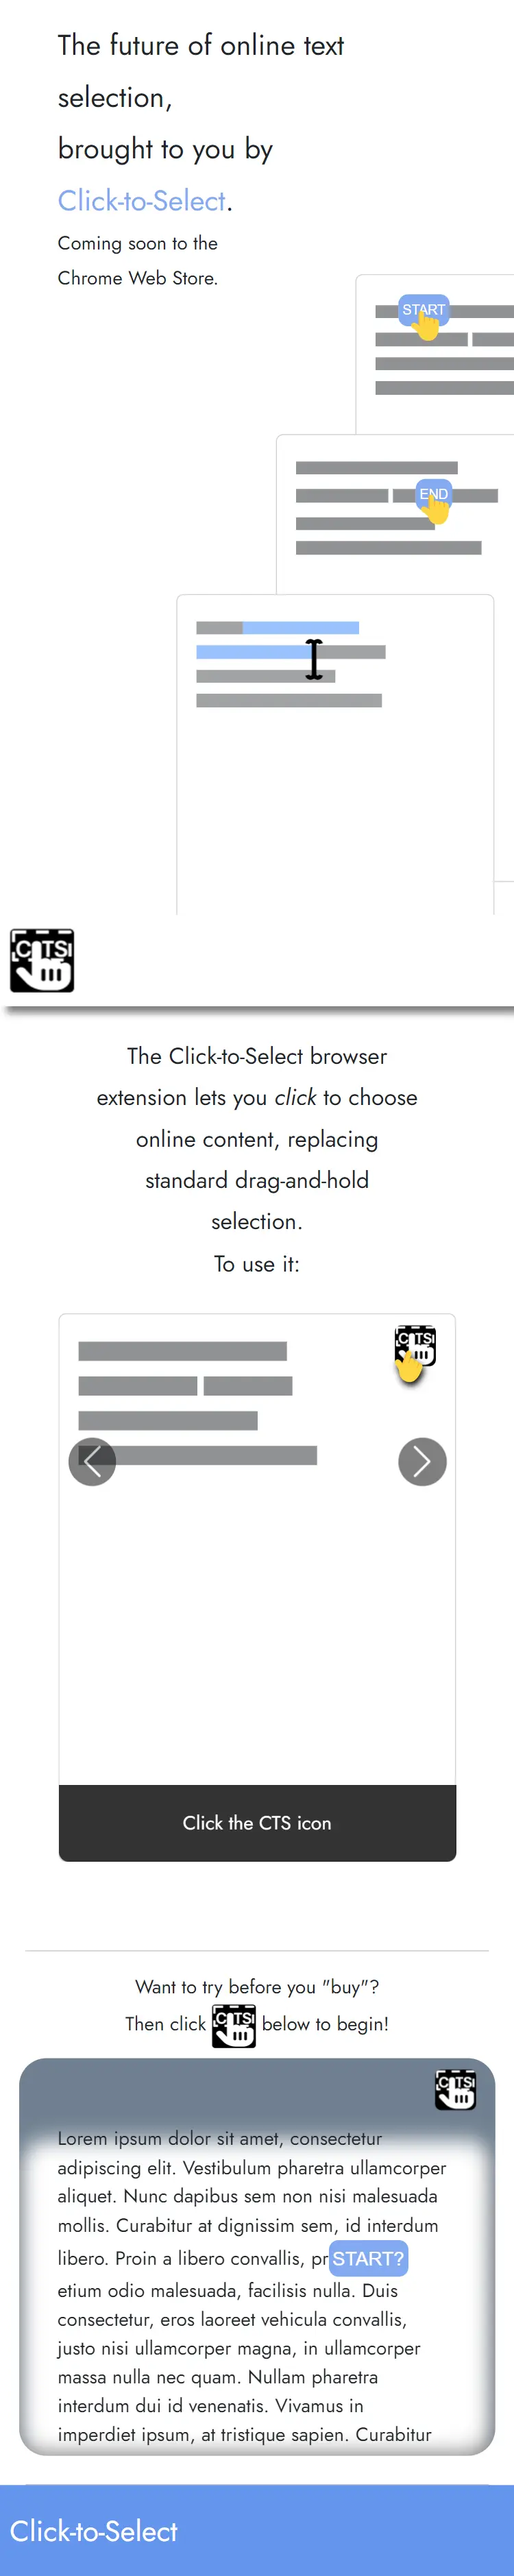 The future of online text
selection,
brought to you by
Click-to-Select.
Coming soon to the
Chrome Web Store.
START
END
CTS
The Click-to-Select browser
extension lets you click to choose
online content, replacing
standard drag-and-hold
selection.
To use it:
CTS
Click the CTS icon
Want to try before you "buy"?
Then click CTS below to begin!
CTS
Lorem ipsum dolor sit amet, consectetur
adipiscing elit. Vestibulum pharetra ullamcorper
aliquet. Nunc dapibus sem non nisi malesuada
mollis. Curabitur at dignissim sem, id interdum
libero. Proin a libero convallis, prSTART?
etium odio malesuada, facilisis nulla. Duis
consectetur, eros laoreet vehicula convallis,
justo nisi ullamcorper magna, in ullamcorper
massa nulla nec quam. Nullam pharetra
interdum dui id venenatis. Vivamus in
imperdiet ipsum, at tristique sapien. Curabitur
Click-to-Select